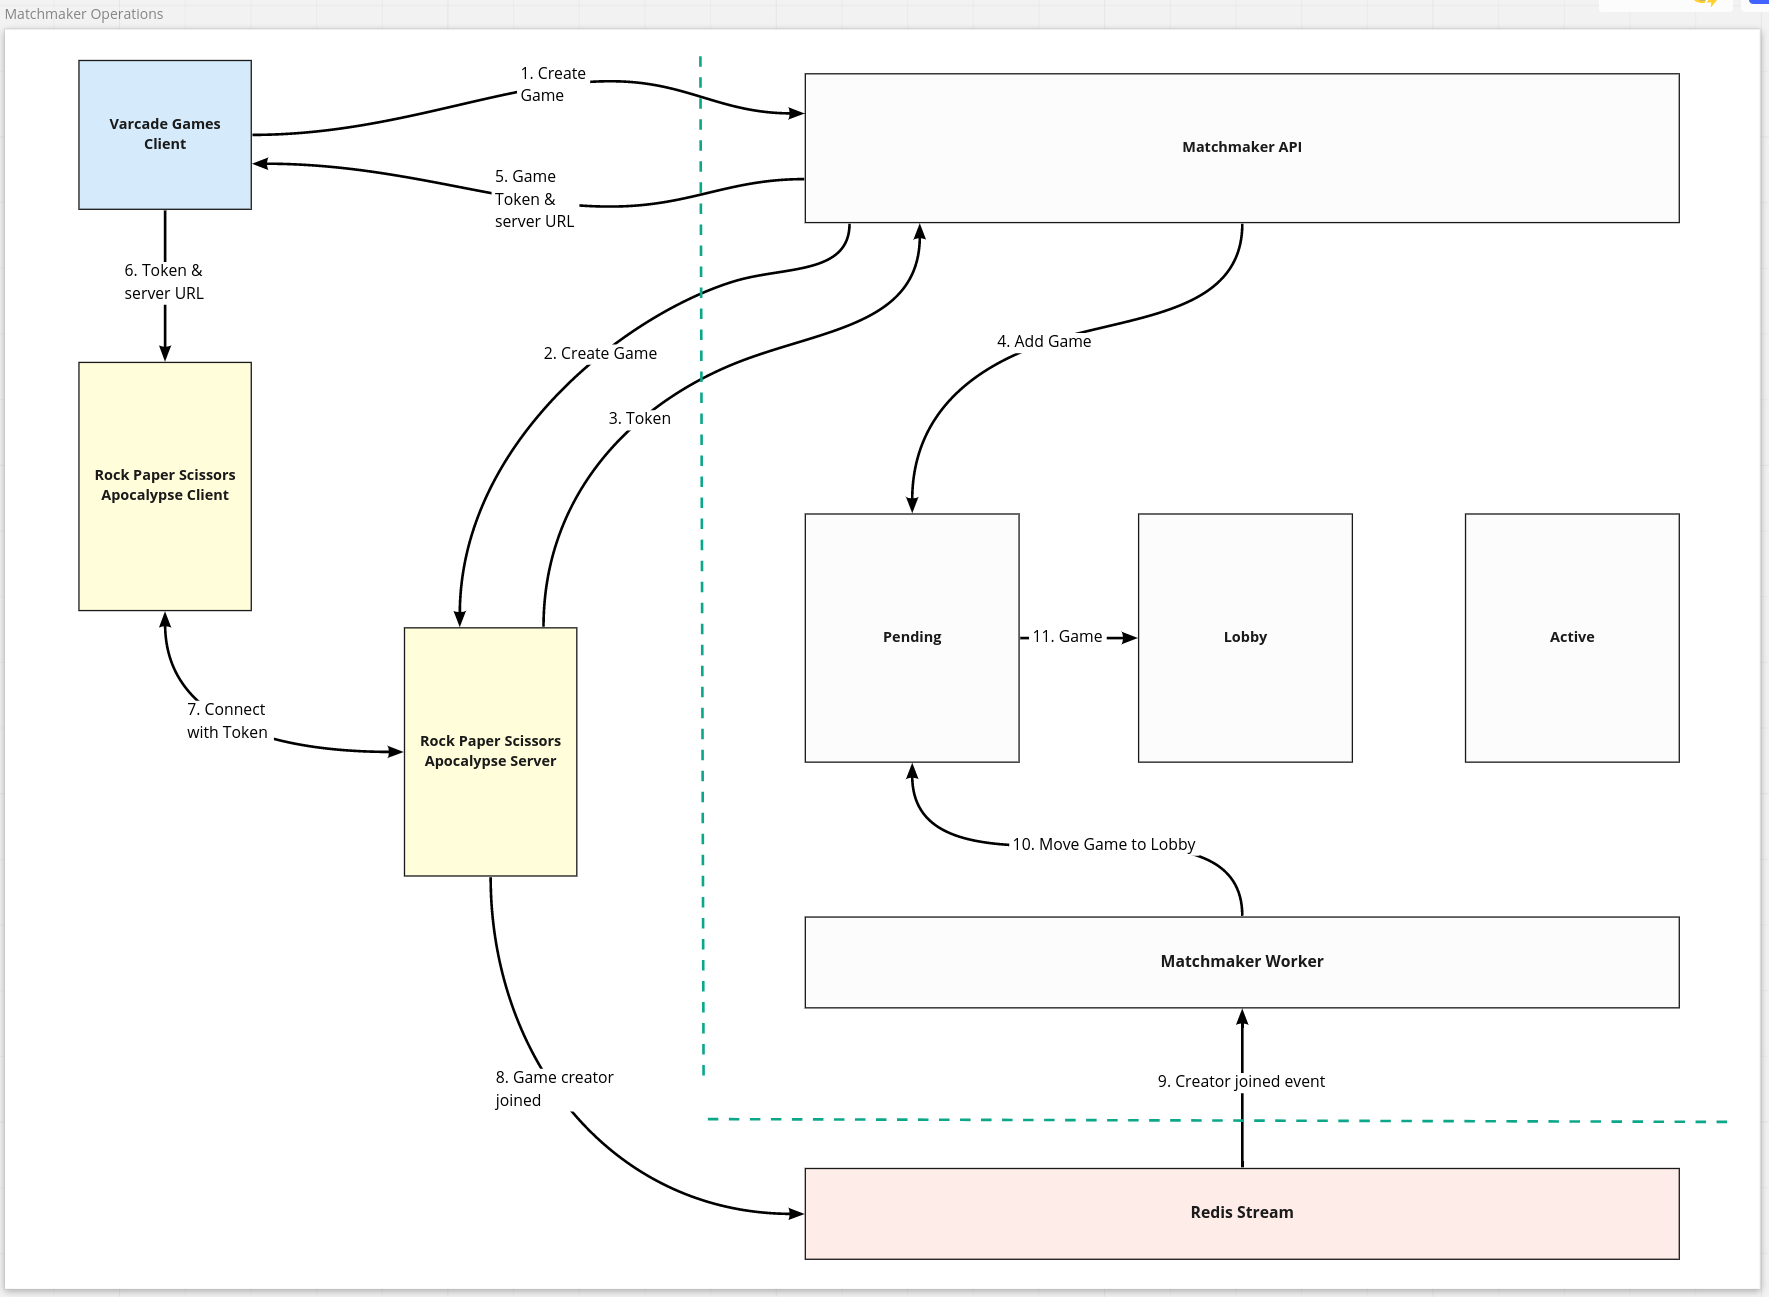 Matchmaker Operations
Varcade Games
Client
1. Create
Game
Matchmaker API
5. Game
Token &
server URL
6. Token &
server URL
2. Create Game
4. Add Game
3. Token
Rock Paper Scissors
Apocalypse Client
Pending
11. Game
Lobby
Active
7. Connect
with Token
Rock Paper Scissors
Apocalypse Server
10. Move Game to Lobby
Matchmaker Worker
8. Game creator
joined
9. Creator joined event
Redis Stream